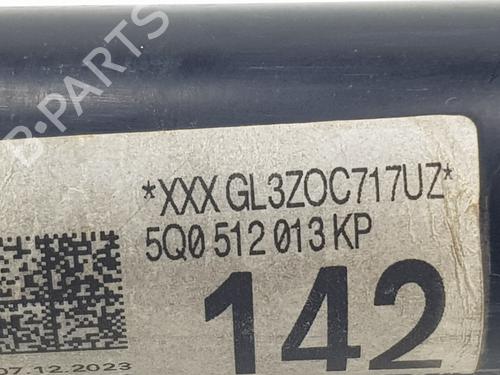 B-PARTS
*XXX GL3ZOC717UZ*
5Q0 512 013 KP
142
07.12.2023